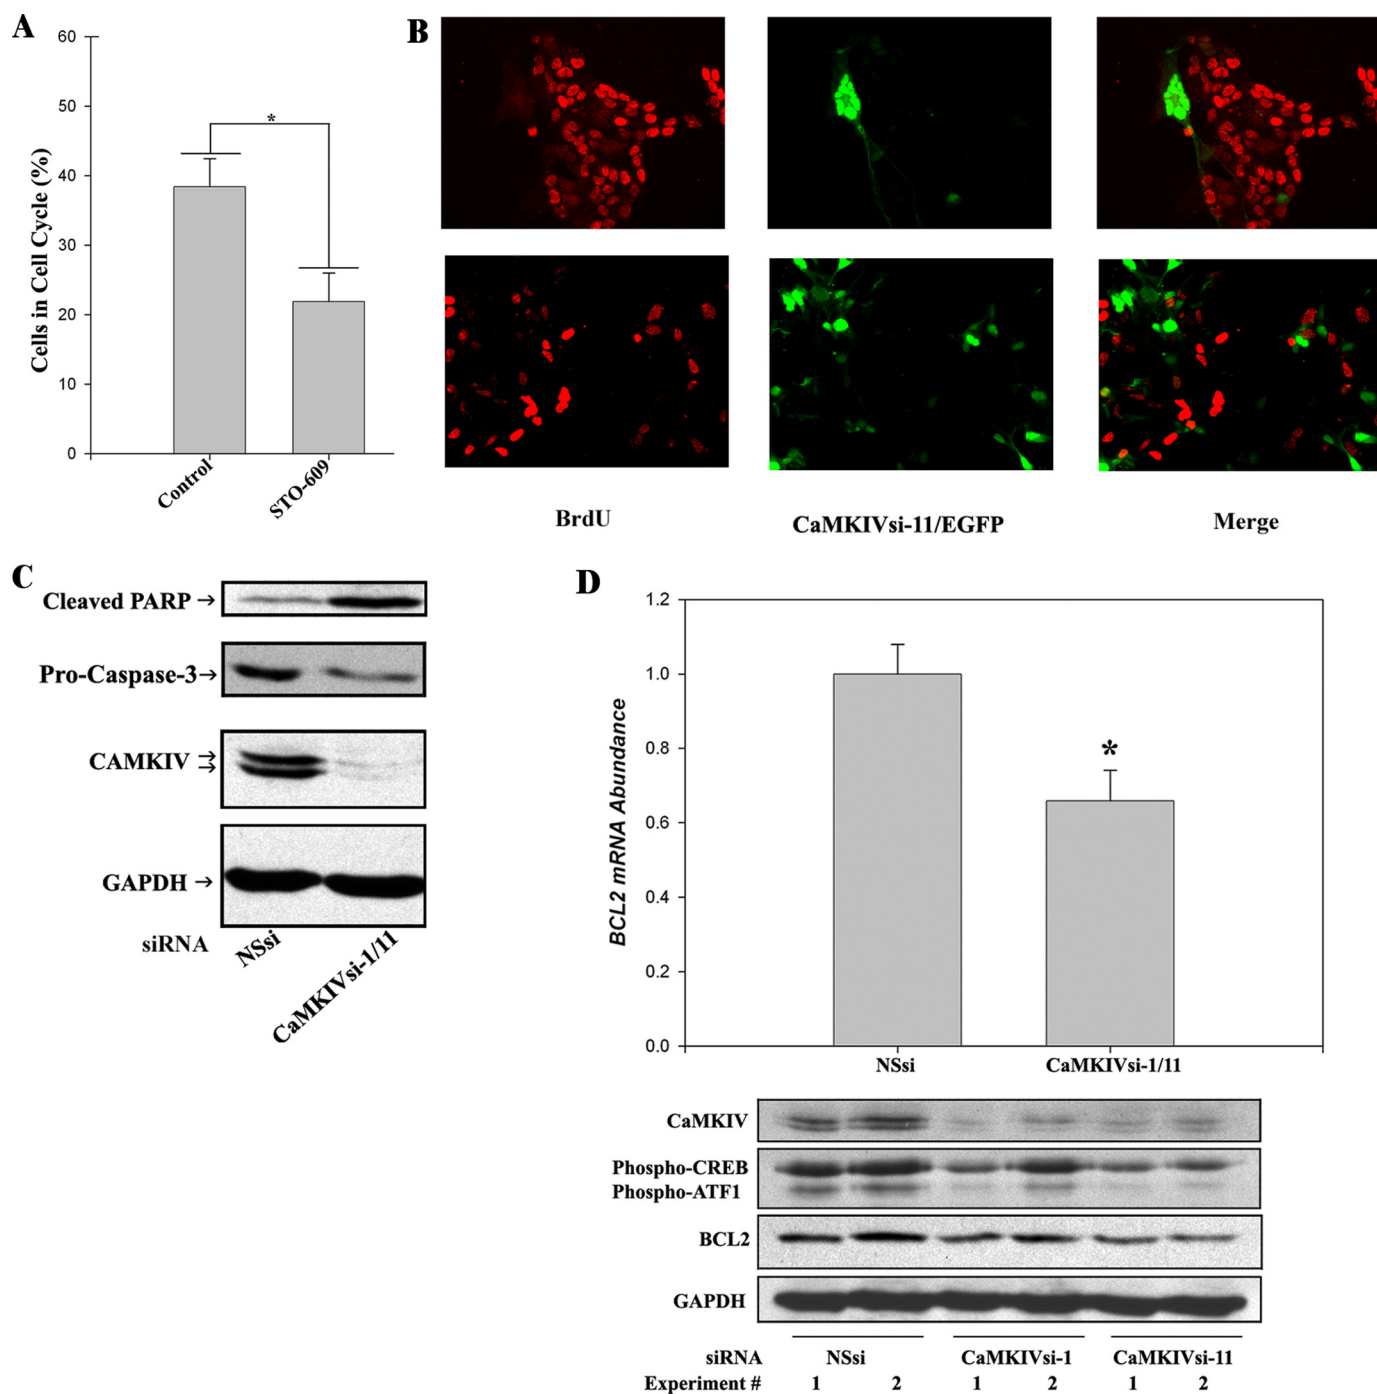 A
60
50
40
30
20
10
0
Cells in Cell Cycle (%)
*
Control
STO-609
B
BrdU
CaMKIVsi-11/EGFP
Merge
C
Cleaved PARP →
Pro-Caspase-3→
CAMKIV →
→
GAPDH →
siRNA
NSsi
CaMKIVsi-1/11
D
1.2
1.0
0.8
0.6
0.4
0.2
0.0
BCL2 mRNA Abundance
*
NSsi
CaMKIVsi-1/11
CaMKIV
Phospho-CREB
Phospho-ATF1
BCL2
GAPDH
siRNA NSsi CaMKIVsi-1 CaMKIVsi-11
Experiment # 1 2 1 2 1 2